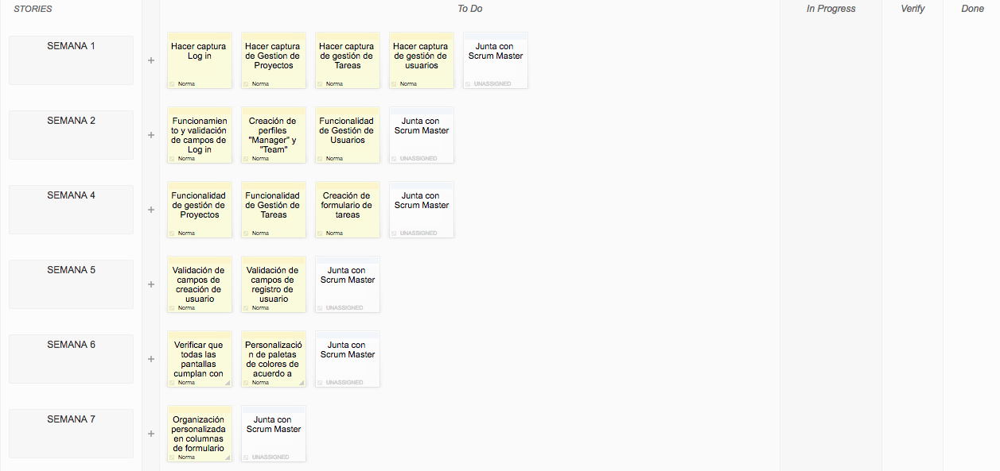 STORIES
To Do
In Progress
Verify
Done
SEMANA 1
+
Hacer captura
Log in
Norma
Hacer captura
de Gestion de
Proyectos
Norma
Hacer captura
de gestión de
Tareas
Norma
Hacer captura
de gestión de
usuarios
Norma
Junta con
Scrum Master
UNASSIGNED
SEMANA 2
+
Funcionamien
to y validación
de campos de
Log in
Norma
Creación de
perfiles
"Manager" y
"Team"
Norma
Funcionalidad
de Gestión de
Usuarios
Norma
Junta con
Scrum Master
UNASSIGNED
SEMANA 4
+
Funcionalidad
de gestión de
Proyectos
Norma
Funcionalidad
de Gestión de
Tareas
Norma
Creación de
formulario de
tareas
Norma
Junta con
Scrum Master
UNASSIGNED
SEMANA 5
+
Validación de
campos de
creación de
usuario
Norma
Validación de
campos de
registro de
usuario
Norma
Junta con
Scrum Master
UNASSIGNED
SEMANA 6
+
Verificar que
todas las
pantallas
cumplan con
Norma
Personalizació
n de paletas
de colores de
acuerdo a
Norma
Junta con
Scrum Master
UNASSIGNED
SEMANA 7
+
Organización
personalizada
en columnas
de formulario
Norma
Junta con
Scrum Master
UNASSIGNED